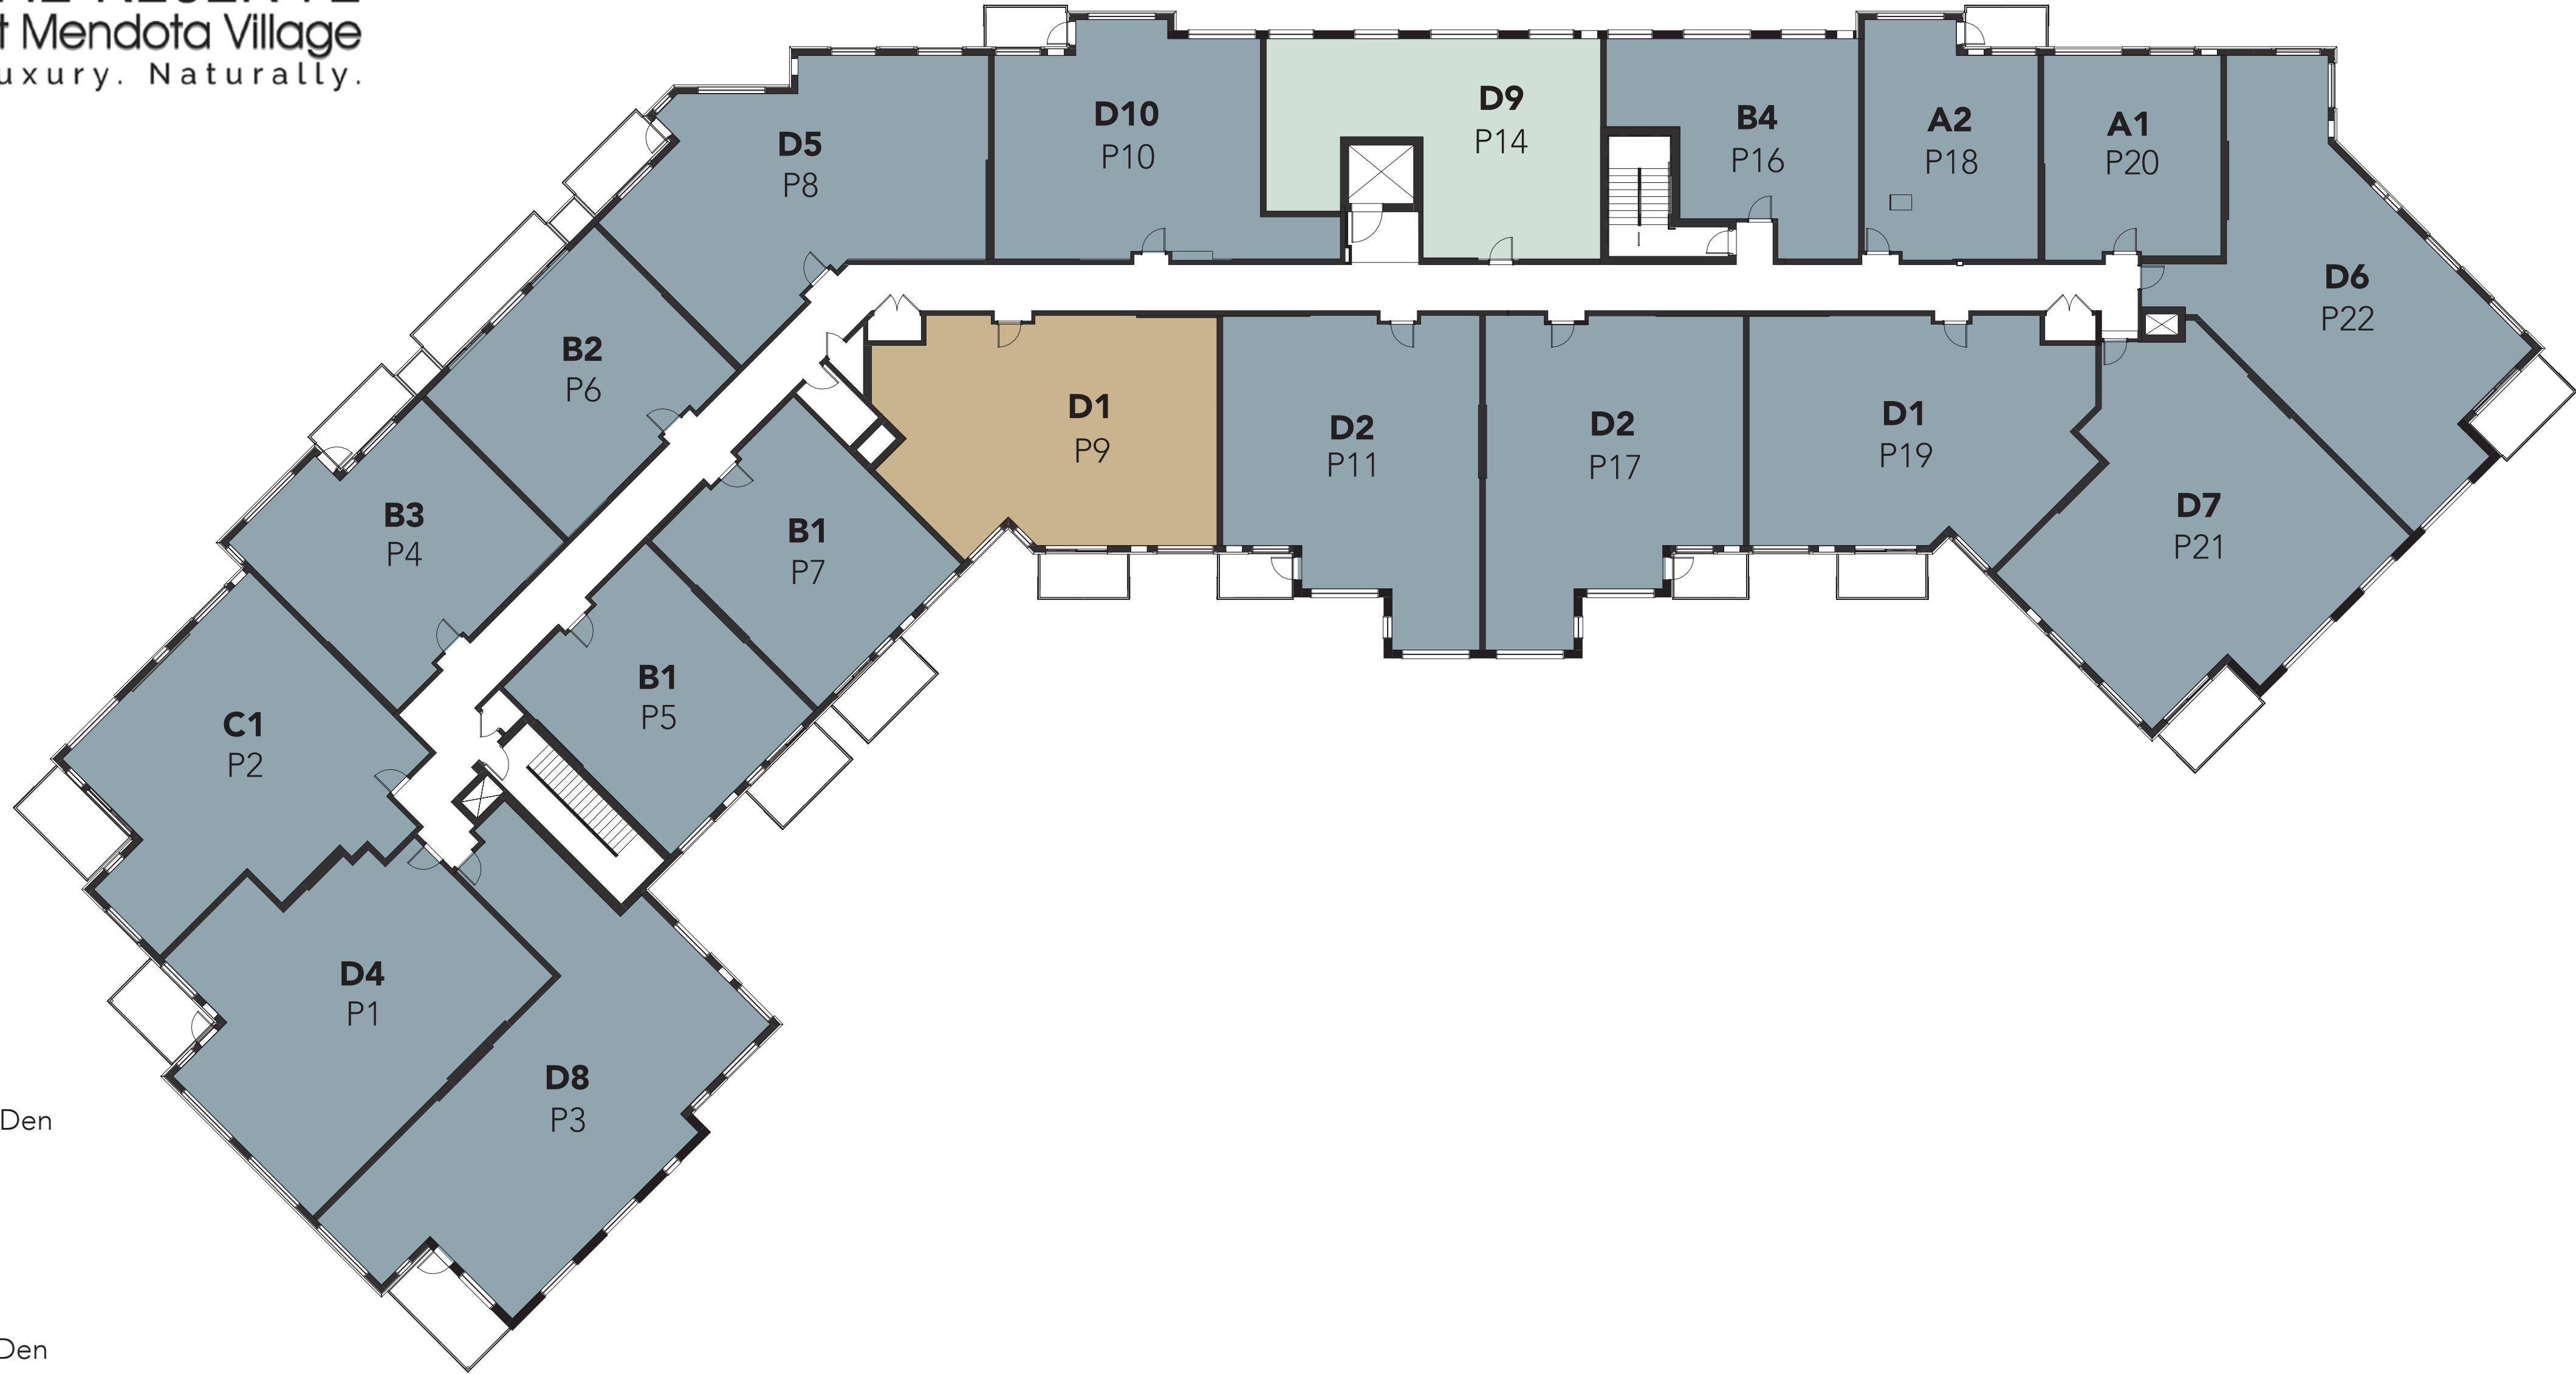 t Mendota Village
uxury. Naturally.
D5
P8
D10
P10
D9
P14
B4
P16
A2
P18
A1
P20
D6
P22
B2
P6
B3
P4
D1
P9
D2
P11
D2
P17
D1
P19
D7
P21
B1
P7
B1
P5
C1
P2
D4
P1
D8
P3
Den
Den